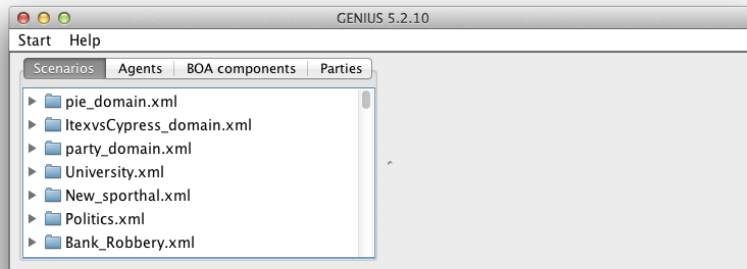 GENIUS 5.2.10
Start Help
Scenarios Agents BOA components Parties
pie_domain.xml
ItexvsCypress_domain.xml
party_domain.xml
University.xml
New_sporthal.xml
Politics.xml
Bank_Robbery.xml